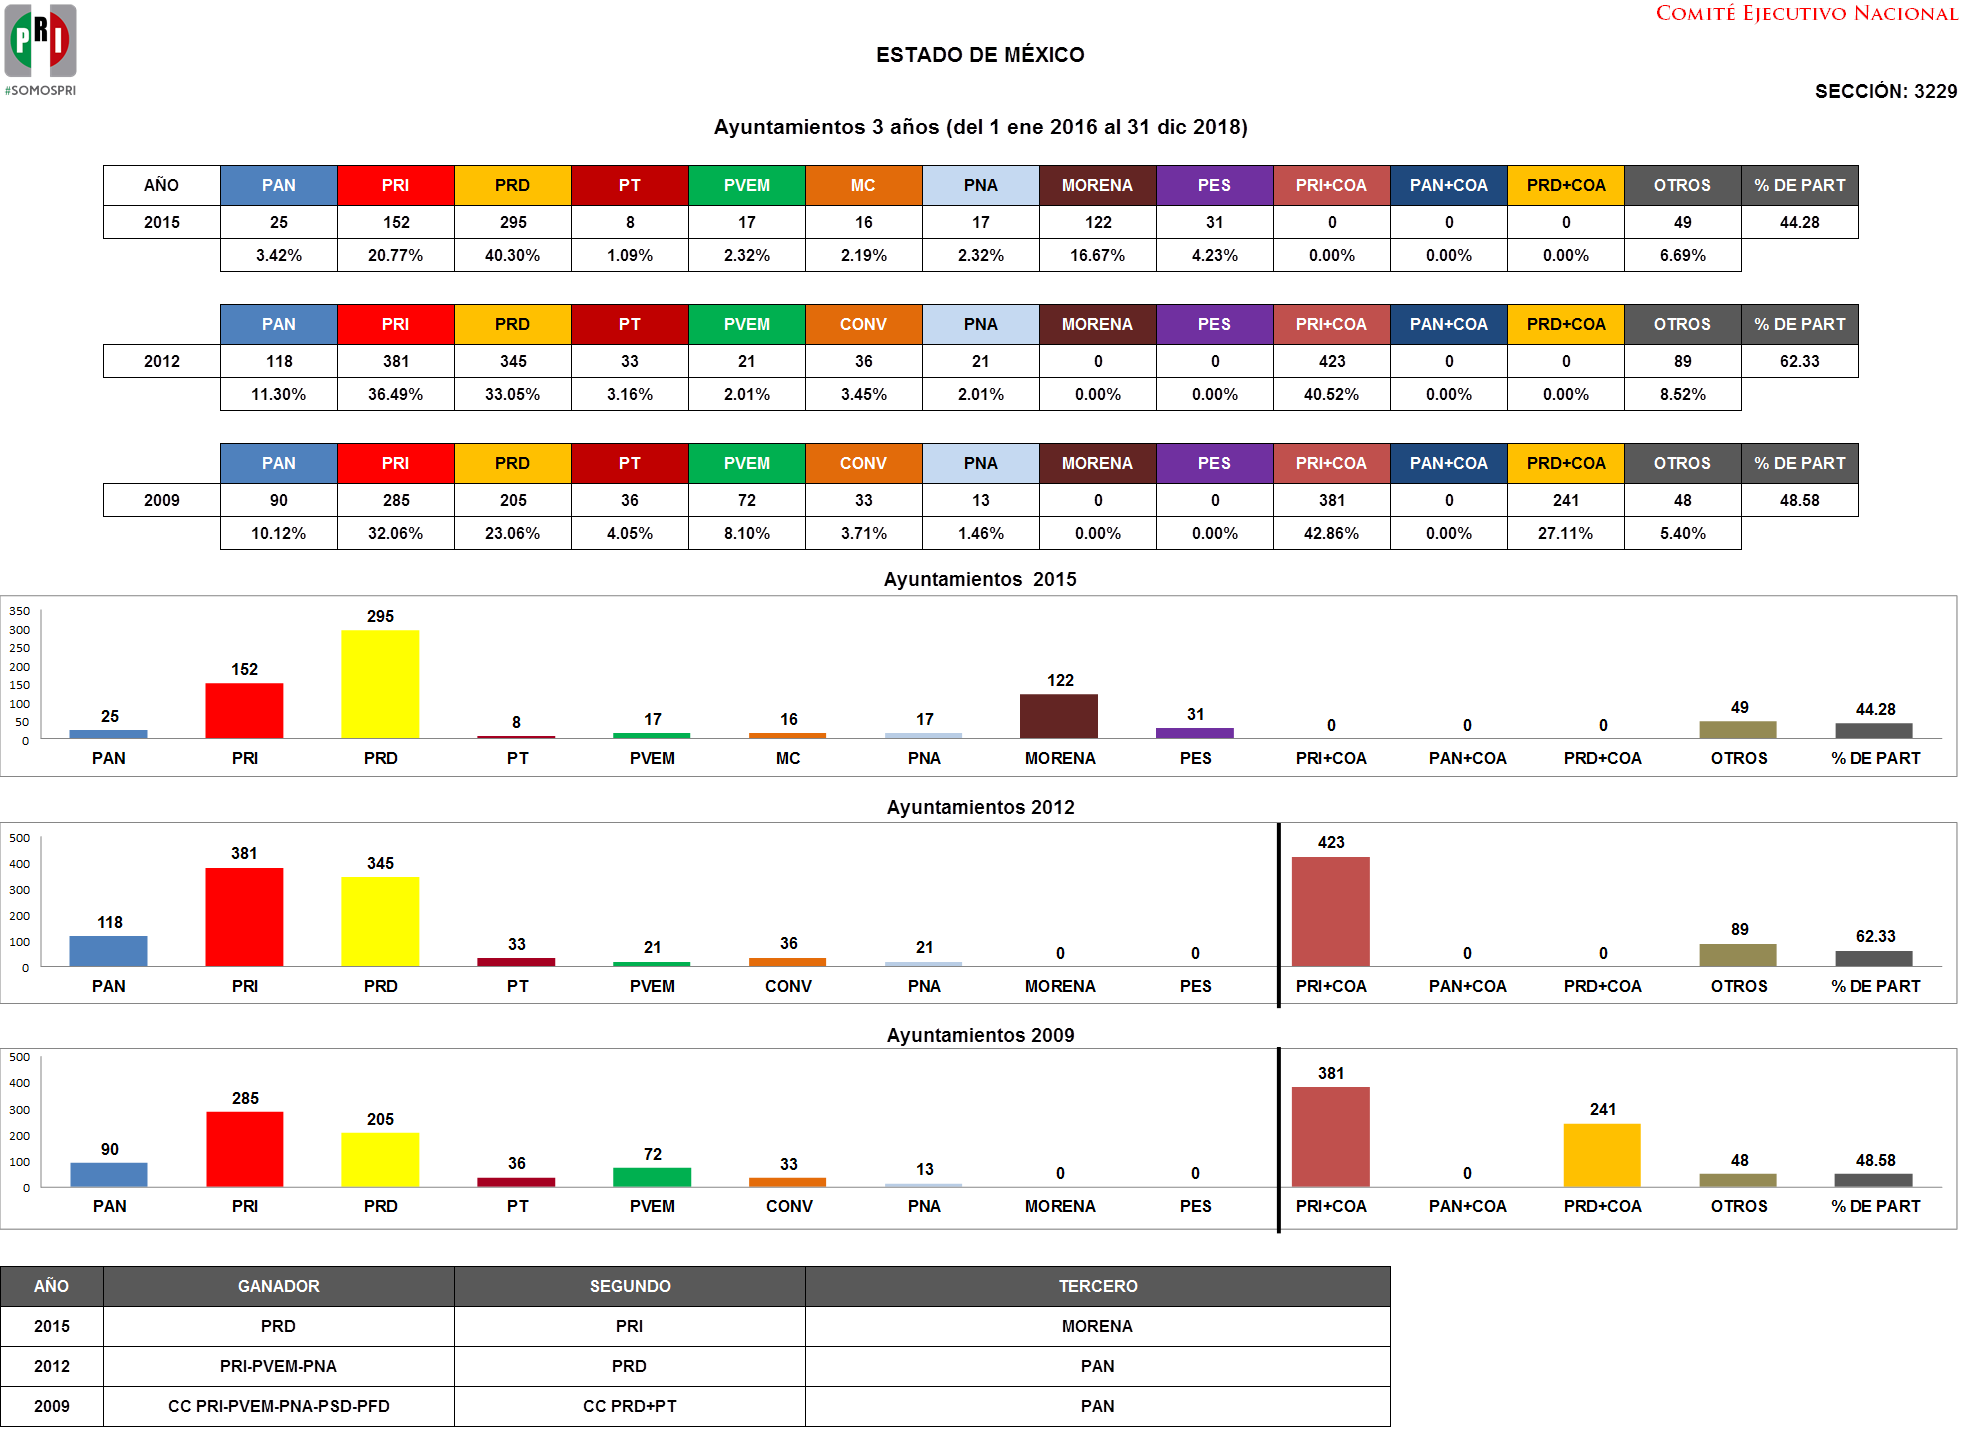 PRI
#SOMOSPRI
COMITÉ EJECUTIVO NACIONAL
ESTADO DE MÉXICO
SECCIÓN: 3229
Ayuntamientos 3 años (del 1 ene 2016 al 31 dic 2018)
AÑO PAN PRI PRD PT PVEM MC PNA MORENA PES PRI+COA PAN+COA PRD+COA OTROS % DE PART
2015 25 152 295 8 17 16 17 122 31 0 0 0 49 44.28
3.42% 20.77% 40.30% 1.09% 2.32% 2.19% 2.32% 16.67% 4.23% 0.00% 0.00% 0.00% 6.69%
PAN PRI PRD PT PVEM CONV PNA MORENA PES PRI+COA PAN+COA PRD+COA OTROS % DE PART
2012 118 381 345 33 21 36 21 0 0 423 0 0 89 62.33
11.30% 36.49% 33.05% 3.16% 2.01% 3.45% 2.01% 0.00% 0.00% 40.52% 0.00% 0.00% 8.52%
PAN PRI PRD PT PVEM CONV PNA MORENA PES PRI+COA PAN+COA PRD+COA OTROS % DE PART
2009 90 285 205 36 72 33 13 0 0 381 0 241 48 48.58
10.12% 32.06% 23.06% 4.05% 8.10% 3.71% 1.46% 0.00% 0.00% 42.86% 0.00% 27.11% 5.40%
Ayuntamientos 2015
350
300
250
200
150
100
50
0
25 152 295 8 17 16 17 122 31 0 0 0 49 44.28
PAN PRI PRD PT PVEM MC PNA MORENA PES PRI+COA PAN+COA PRD+COA OTROS % DE PART
Ayuntamientos 2012
500
400
300
200
100
0
118 381 345 33 21 36 21 0 0 423 0 0 89 62.33
PAN PRI PRD PT PVEM CONV PNA MORENA PES PRI+COA PAN+COA PRD+COA OTROS % DE PART
Ayuntamientos 2009
500
400
300
200
100
0
90 285 205 36 72 33 13 0 0 381 0 241 48 48.58
PAN PRI PRD PT PVEM CONV PNA MORENA PES PRI+COA PAN+COA PRD+COA OTROS % DE PART
AÑO GANADOR SEGUNDO TERCERO
2015 PRD PRI MORENA
2012 PRI-PVEM-PNA PRD PAN
2009 CC PRI-PVEM-PNA-PSD-PFD CC PRD+PT PAN